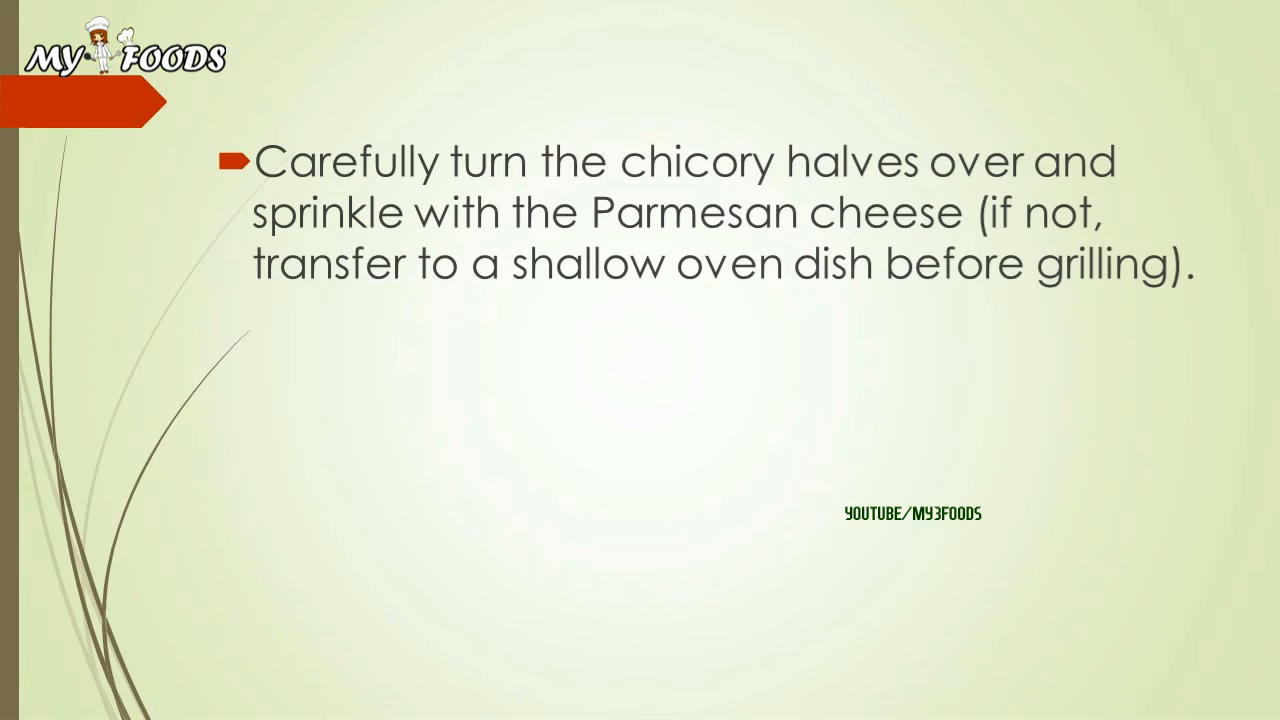 MY FOODS
Carefully turn the chicory halves over and
sprinkle with the Parmesan cheese (if not,
transfer to a shallow oven dish before grilling).
YOUTUBE/MY3FOODS